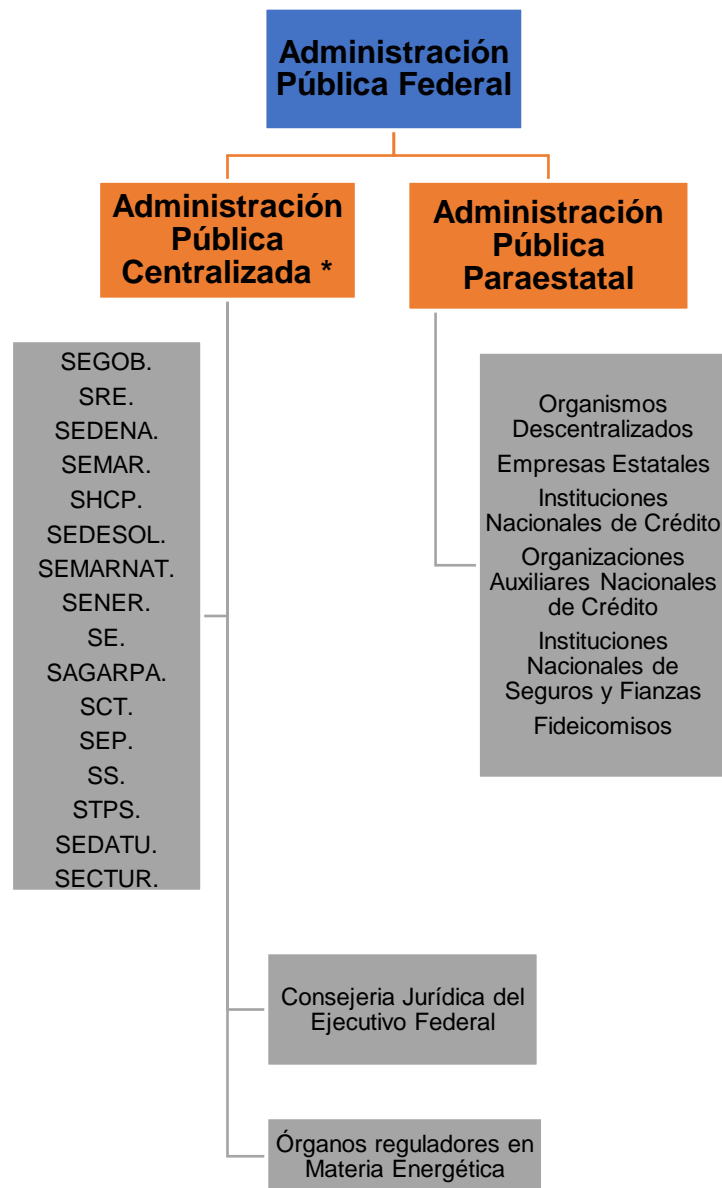 Administración
Pública Federal
Administración
Pública
Centralizada *
Administración
Pública
Paraestatal
SEGOB.
SRE.
SEDENA.
SEMAR.
SHCP.
SEDESOL.
SEMARNAT.
SENER.
SE.
SAGARPA.
SCT.
SEP.
SS.
STPS.
SEDATU.
SECTUR.
Organismos
Descentralizados
Empresas Estatales
Instituciones
Nacionales de Crédito
Organizaciones
Auxiliares Nacionales
de Crédito
Instituciones
Nacionales de
Seguros y Fianzas
Fideicomisos
Consejeria Jurídica del
Ejecutivo Federal
Órganos reguladores en
Materia Energética